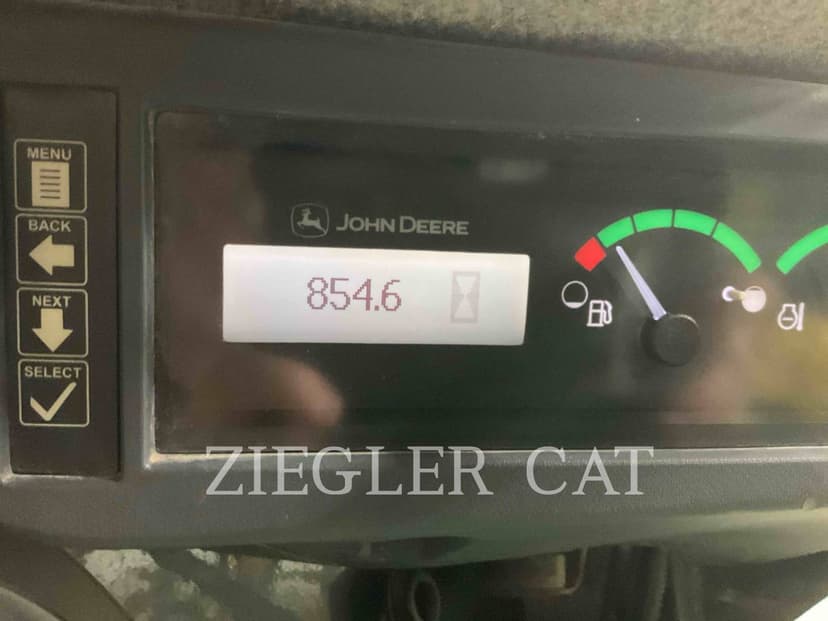 MENU
BACK
NEXT
SELECT
JOHN DEERE
854.6
ZIEGLER CAT